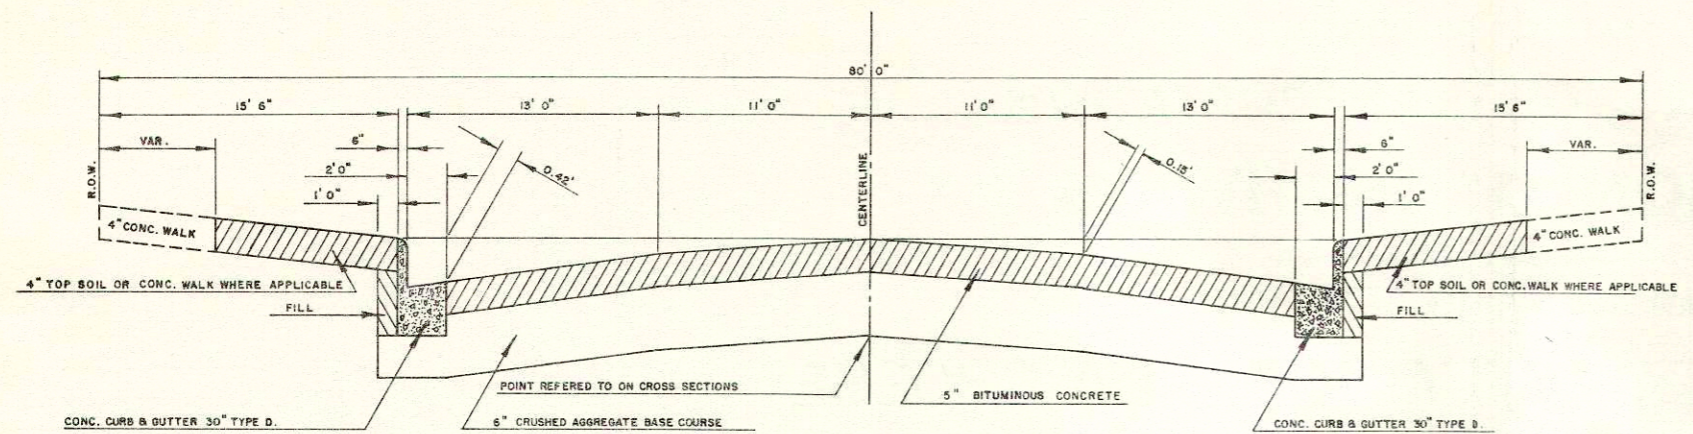 80' 0"
15' 6" 13' 0" 11' 0" 11' 0" 13' 0" 15' 6"
VAR. 6" 6" VAR.
2' 0" 0.42' 0.15' 2' 0"
1' 0" 1' 0"
R.O.W. CENTERLINE R.O.W.
4" CONC. WALK 4" CONC. WALK
4" TOP SOIL OR CONC. WALK WHERE APPLICABLE 4" TOP SOIL OR CONC. WALK WHERE APPLICABLE
FILL FILL
POINT REFERED TO ON CROSS SECTIONS 5" BITUMINOUS CONCRETE
CONC. CURB & GUTTER 30" TYPE D. 6" CRUSHED AGGREGATE BASE COURSE CONC. CURB & GUTTER 30" TYPE D.